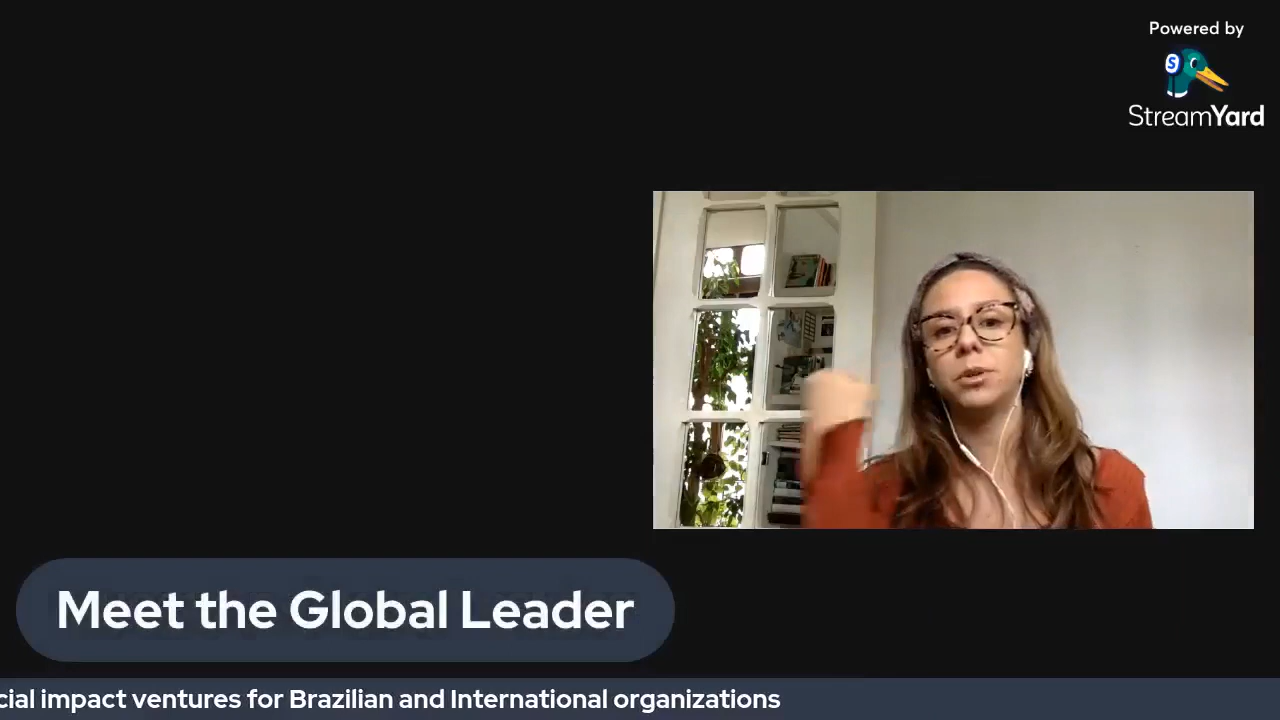 Powered by
S
StreamYard
Meet the Global Leader
cial impact ventures for Brazilian and International organizations